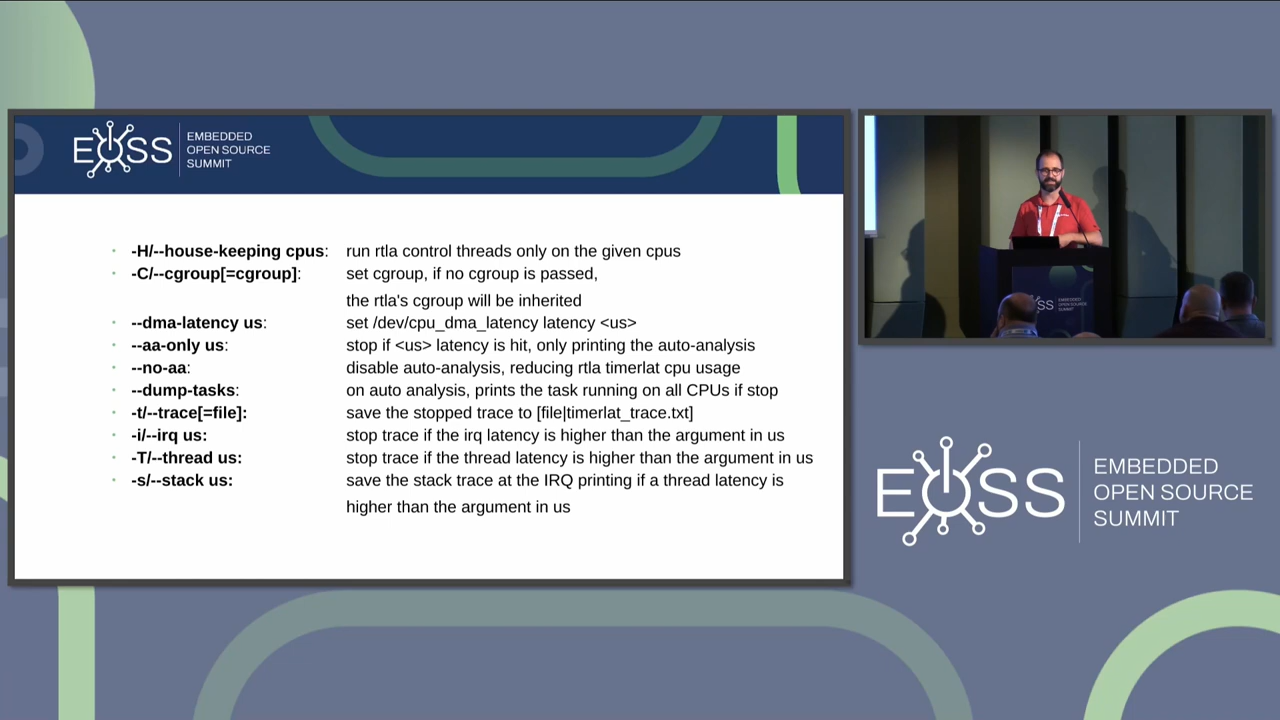 EOSS
EMBEDDED
OPEN SOURCE
SUMMIT
-H/--house-keeping cpus: run rtla control threads only on the given cpus
-C/--cgroup[=cgroup]: set cgroup, if no cgroup is passed,
the rtla's cgroup will be inherited
--dma-latency us: set /dev/cpu_dma_latency latency <us>
--aa-only us: stop if <us> latency is hit, only printing the auto-analysis
--no-aa: disable auto-analysis, reducing rtla timerlat cpu usage
--dump-tasks: on auto analysis, prints the task running on all CPUs if stop
-t/--trace[=file]: save the stopped trace to [file|timerlat_trace.txt]
-i/--irq us: stop trace if the irq latency is higher than the argument in us
-T/--thread us: stop trace if the thread latency is higher than the argument in us
-s/--stack us: save the stack trace at the IRQ printing if a thread latency is
higher than the argument in us
EOSS
EMBEDDED
OPEN SOURCE
SUMMIT